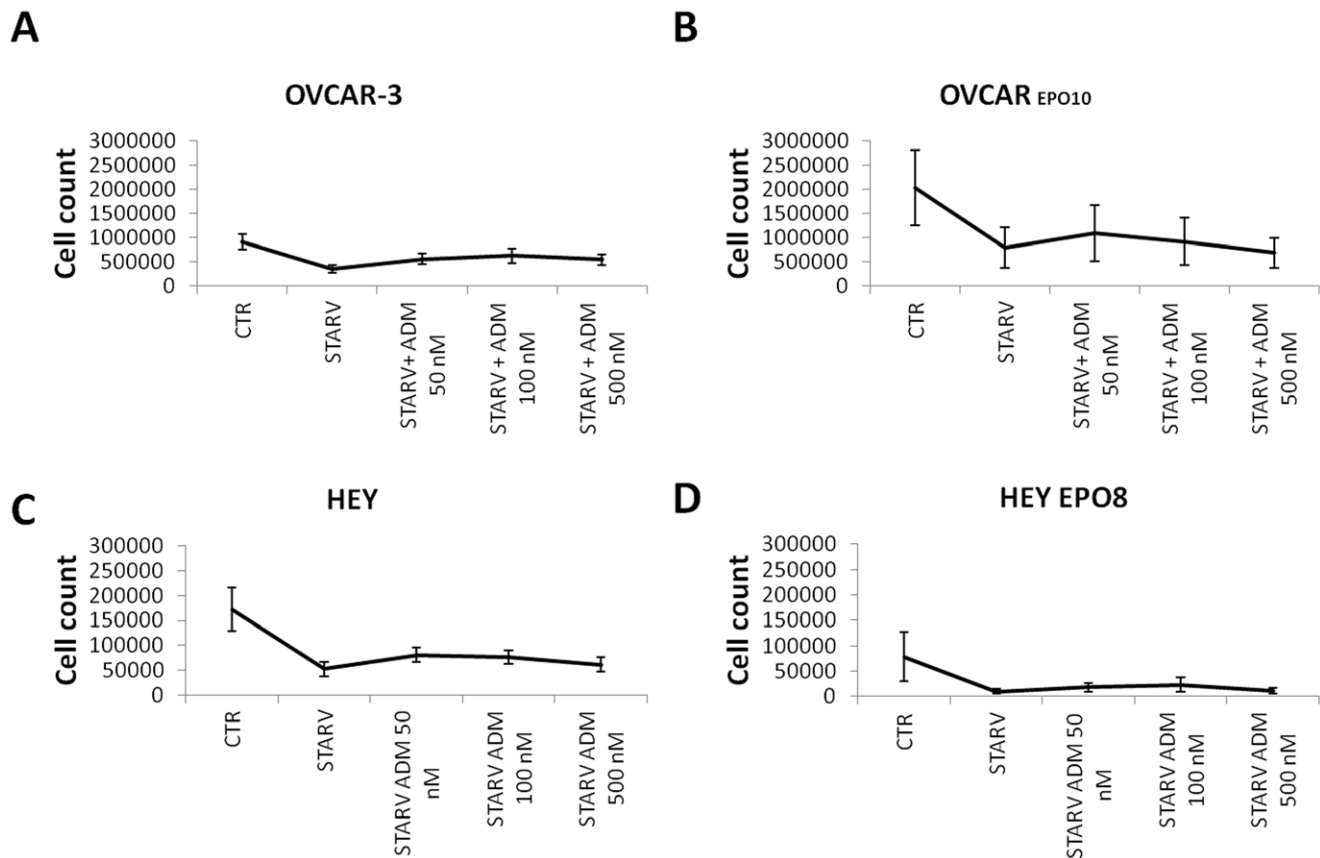 A
OVCAR-3
Cell count
3000000
2500000
2000000
1500000
1000000
500000
0
CTR
STARV
STARV+ ADM
50 nM
STARV + ADM
100 nM
STARV + ADM
500 nM
B
OVCAR EPO10
Cell count
3000000
2500000
2000000
1500000
1000000
500000
0
CTR
STARV
STARV+ ADM
50 nM
STARV + ADM
100 nM
STARV + ADM
500 nM
C
HEY
Cell count
300000
250000
200000
150000
100000
50000
0
CTR
STARV
STARV ADM 50
nM
STARV ADM
100 nM
STARV ADM
500 nM
D
HEY EPO8
Cell count
300000
250000
200000
150000
100000
50000
0
CTR
STARV
STARV ADM 50
nM
STARV ADM
100 nM
STARV ADM
500 nM